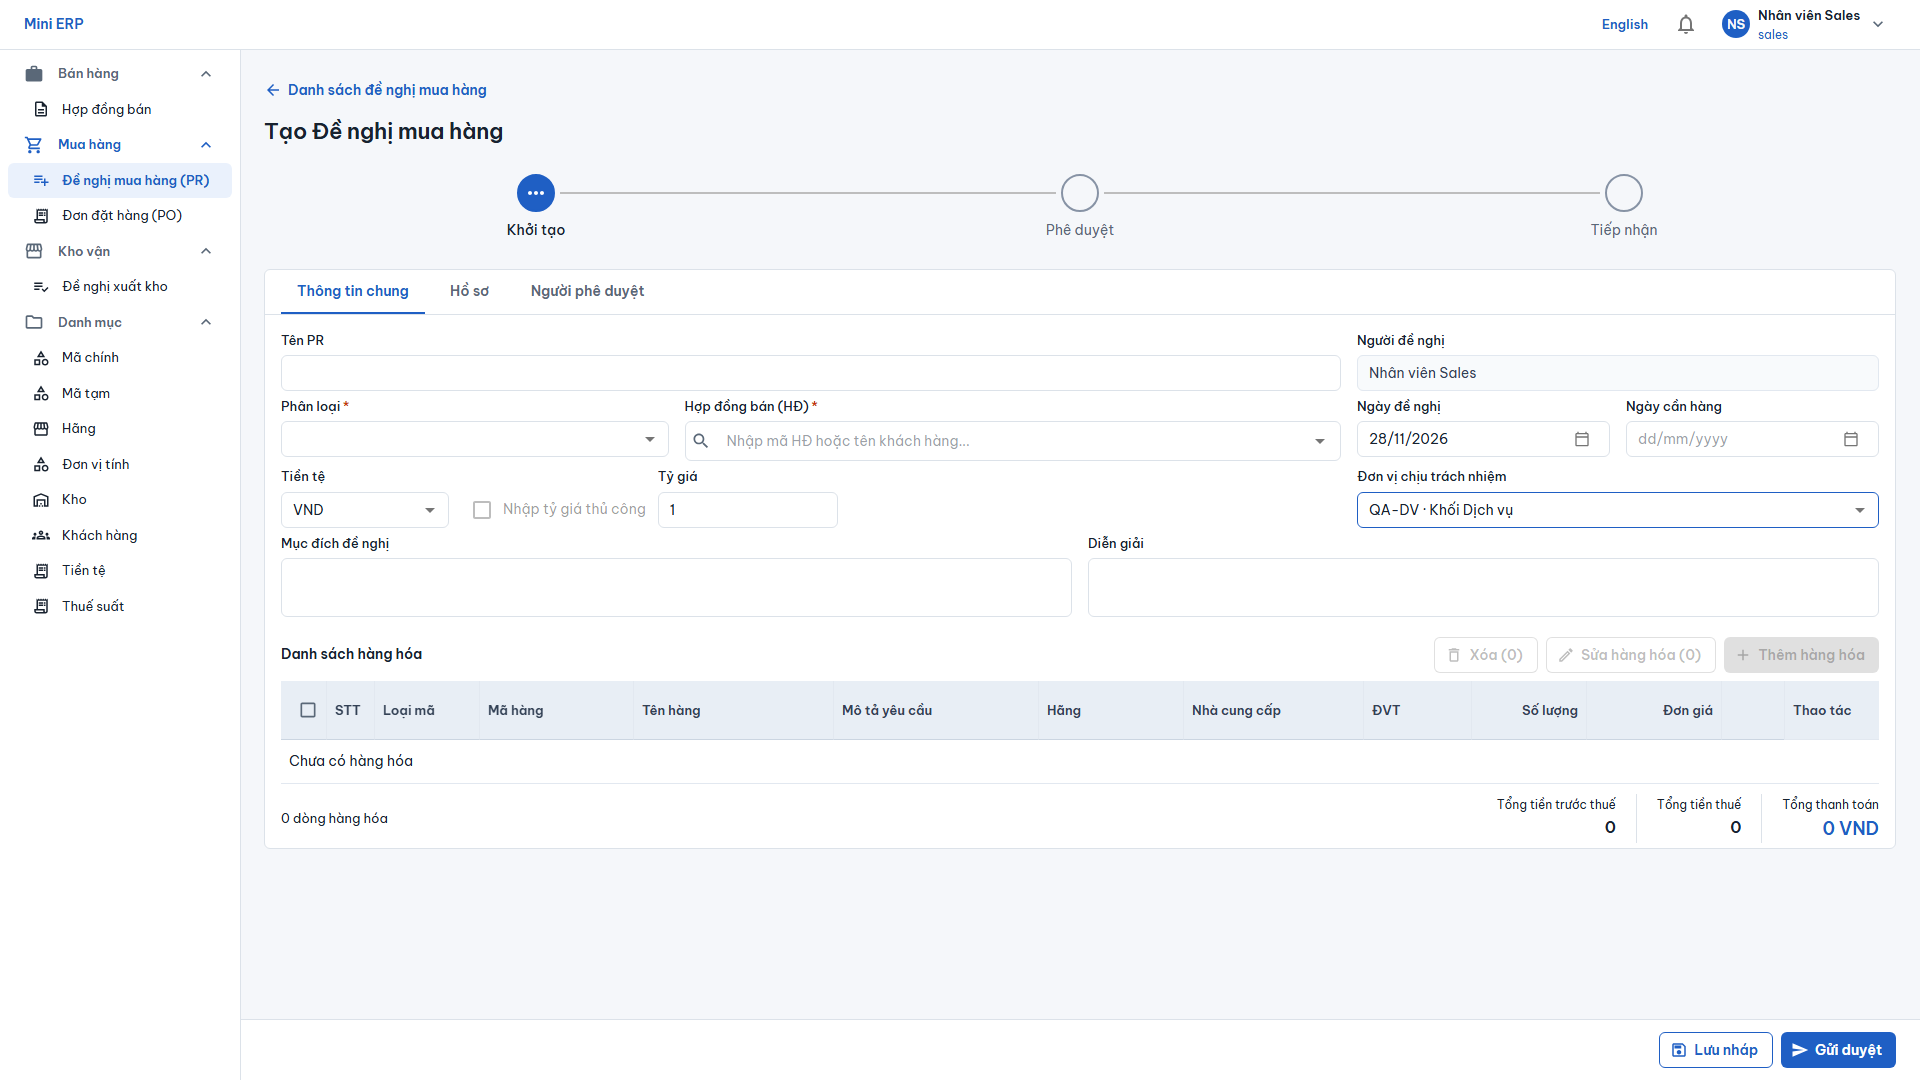 Mini ERP
English
NS
Nhân viên Sales
sales
Bán hàng
Hợp đồng bán
Mua hàng
Đề nghị mua hàng (PR)
Đơn đặt hàng (PO)
Kho vận
Đề nghị xuất kho
Danh mục
Mã chính
Mã tạm
Hãng
Đơn vị tính
Kho
Khách hàng
Tiền tệ
Thuế suất
Danh sách đề nghị mua hàng
Tạo Đề nghị mua hàng
Khởi tạo
Phê duyệt
Tiếp nhận
Thông tin chung
Hồ sơ
Người phê duyệt
Tên PR
Người đề nghị
Nhân viên Sales
Phân loại *
Hợp đồng bán (HĐ) *
Nhập mã HĐ hoặc tên khách hàng...
Ngày đề nghị
28/11/2026
Ngày cần hàng
dd/mm/yyyy
Tiền tệ
VND
Nhập tỷ giá thủ công
Tỷ giá
1
Đơn vị chịu trách nhiệm
QA-DV · Khối Dịch vụ
Mục đích đề nghị
Diễn giải
Danh sách hàng hóa
Xóa (0)
Sửa hàng hóa (0)
Thêm hàng hóa
STT
Loại mã
Mã hàng
Tên hàng
Mô tả yêu cầu
Hãng
Nhà cung cấp
ĐVT
Số lượng
Đơn giá
Thao tác
Chưa có hàng hóa
0 dòng hàng hóa
Tổng tiền trước thuế
0
Tổng tiền thuế
0
Tổng thanh toán
0 VND
Lưu nháp
Gửi duyệt